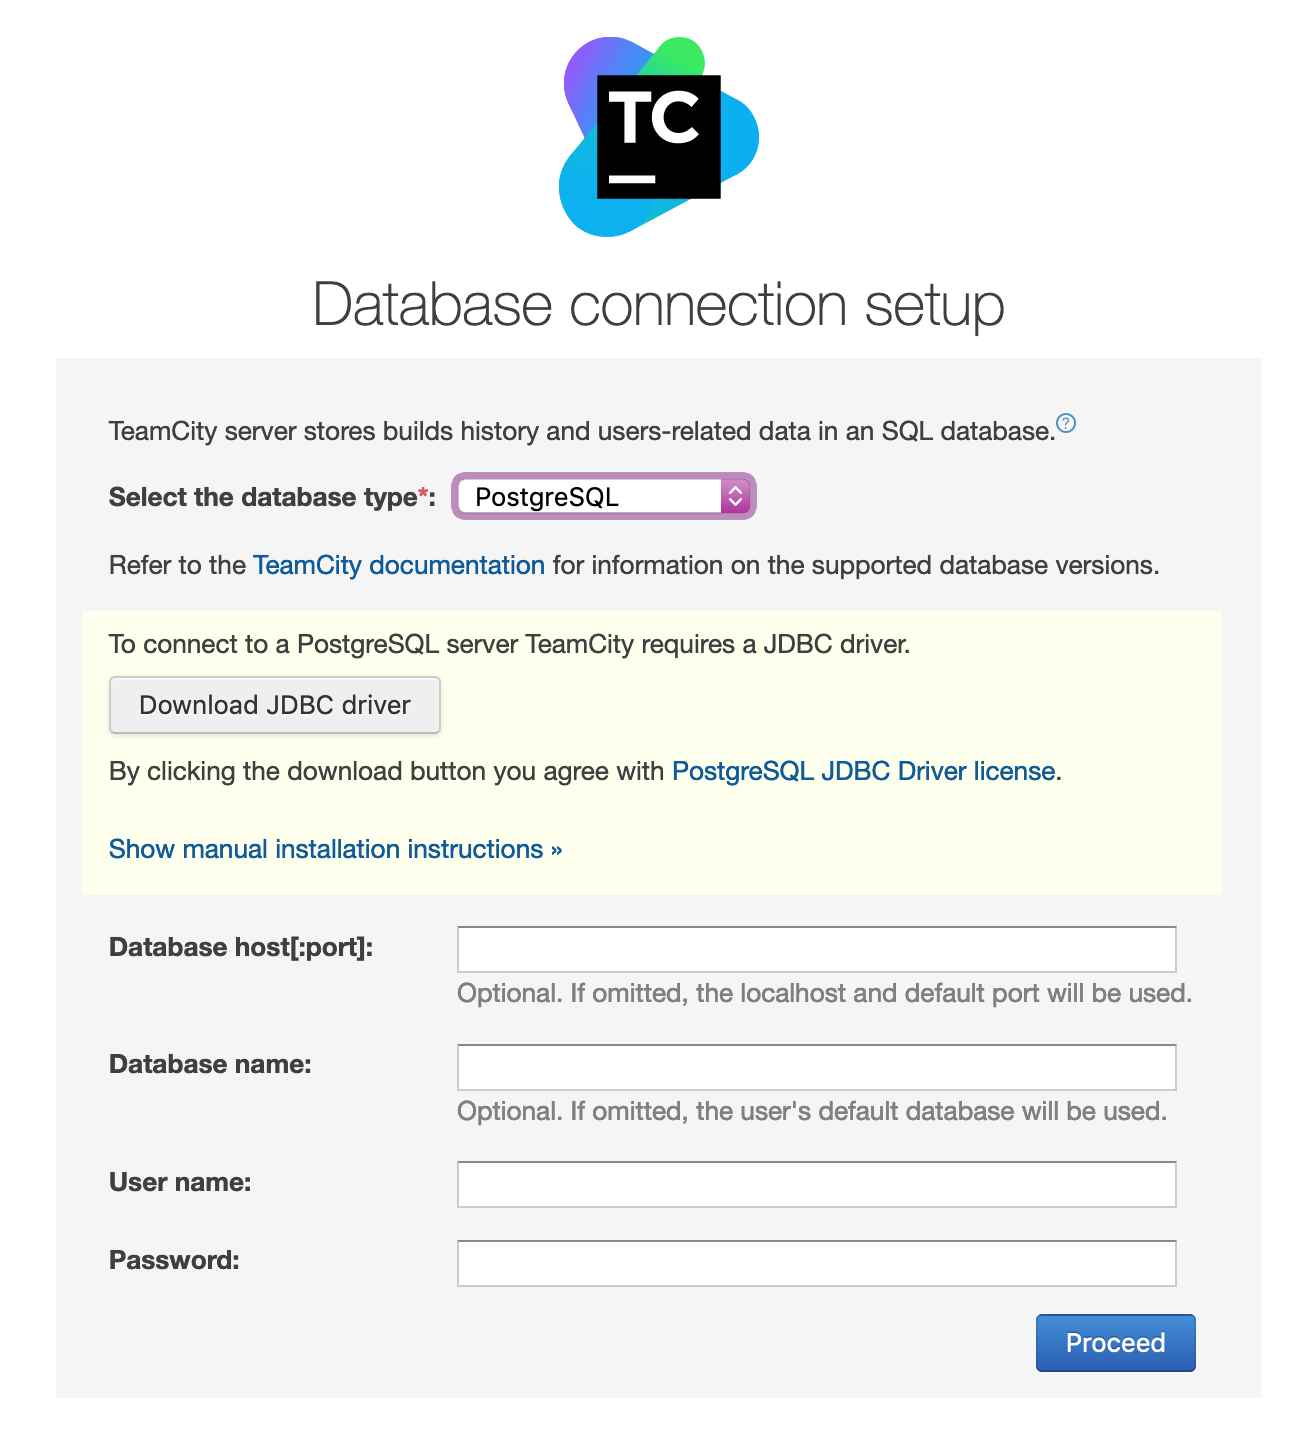 TC
Database connection setup
TeamCity server stores builds history and users-related data in an SQL database.?
Select the database type*: PostgreSQL
Refer to the TeamCity documentation for information on the supported database versions.
To connect to a PostgreSQL server TeamCity requires a JDBC driver.
Download JDBC driver
By clicking the download button you agree with PostgreSQL JDBC Driver license.
Show manual installation instructions »
Database host[:port]:
Optional. If omitted, the localhost and default port will be used.
Database name:
Optional. If omitted, the user's default database will be used.
User name:
Password:
Proceed